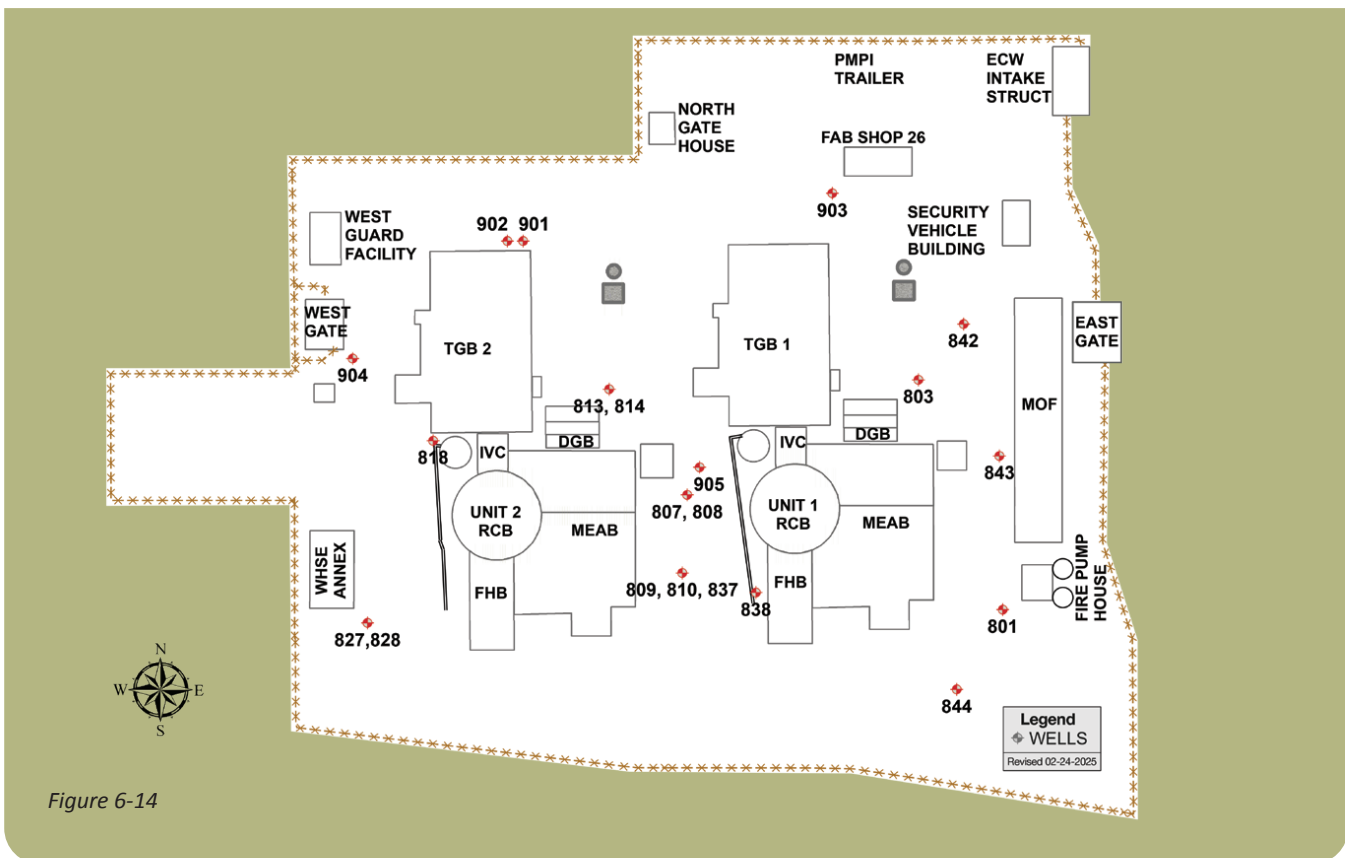 PMPI
TRAILER
ECW
INTAKE
STRUCT
NORTH
GATE
HOUSE
FAB SHOP 26
903
WEST
GUARD
FACILITY
902 901
SECURITY
VEHICLE
BUILDING
WEST
GATE
EAST
GATE
842
TGB 2
TGB 1
904
803
MOF
813, 814
DGB
DGB
818
IVC
IVC
843
905
UNIT 2
RCB
807, 808
UNIT 1
RCB
MEAB
MEAB
WHSE
ANNEX
FHB
809, 810, 837
FHB
838
FIRE PUMP
HOUSE
801
827,828
N
W E
S
844
Legend
WELLS
Revised 02-24-2025
Figure 6-14